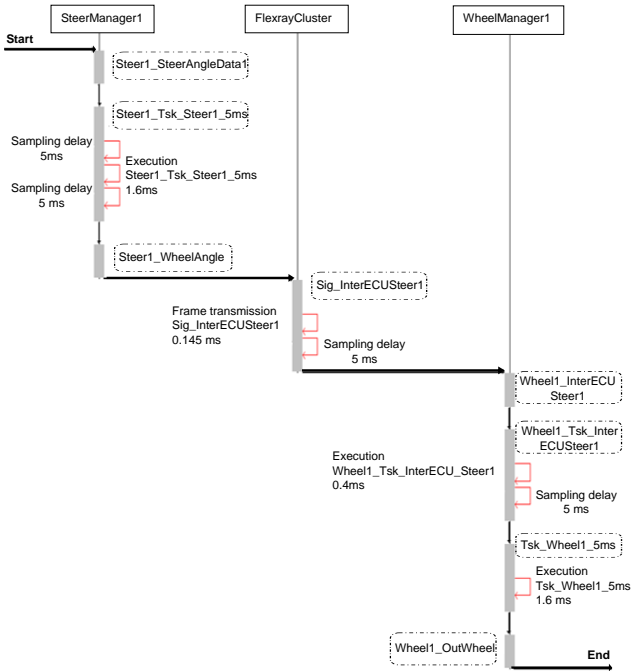 SteerManager1
FlexrayCluster
WheelManager1
Start
Steer1_SteerAngleData1
Steer1_Tsk_Steer1_5ms
Sampling delay
5ms
Execution
Steer1_Tsk_Steer1_5ms
1.6ms
Sampling delay
5 ms
Steer1_WheelAngle
Sig_InterECUSteer1
Frame transmission
Sig_InterECUSteer1
0.145 ms
Sampling delay
5 ms
Wheel1_InterECU
Steer1
Wheel1_Tsk_Inter
ECUSteer1
Execution
Wheel1_Tsk_InterECU_Steer1
0.4ms
Sampling delay
5 ms
Tsk_Wheel1_5ms
Execution
Tsk_Wheel1_5ms
1.6 ms
Wheel1_OutWheel
End